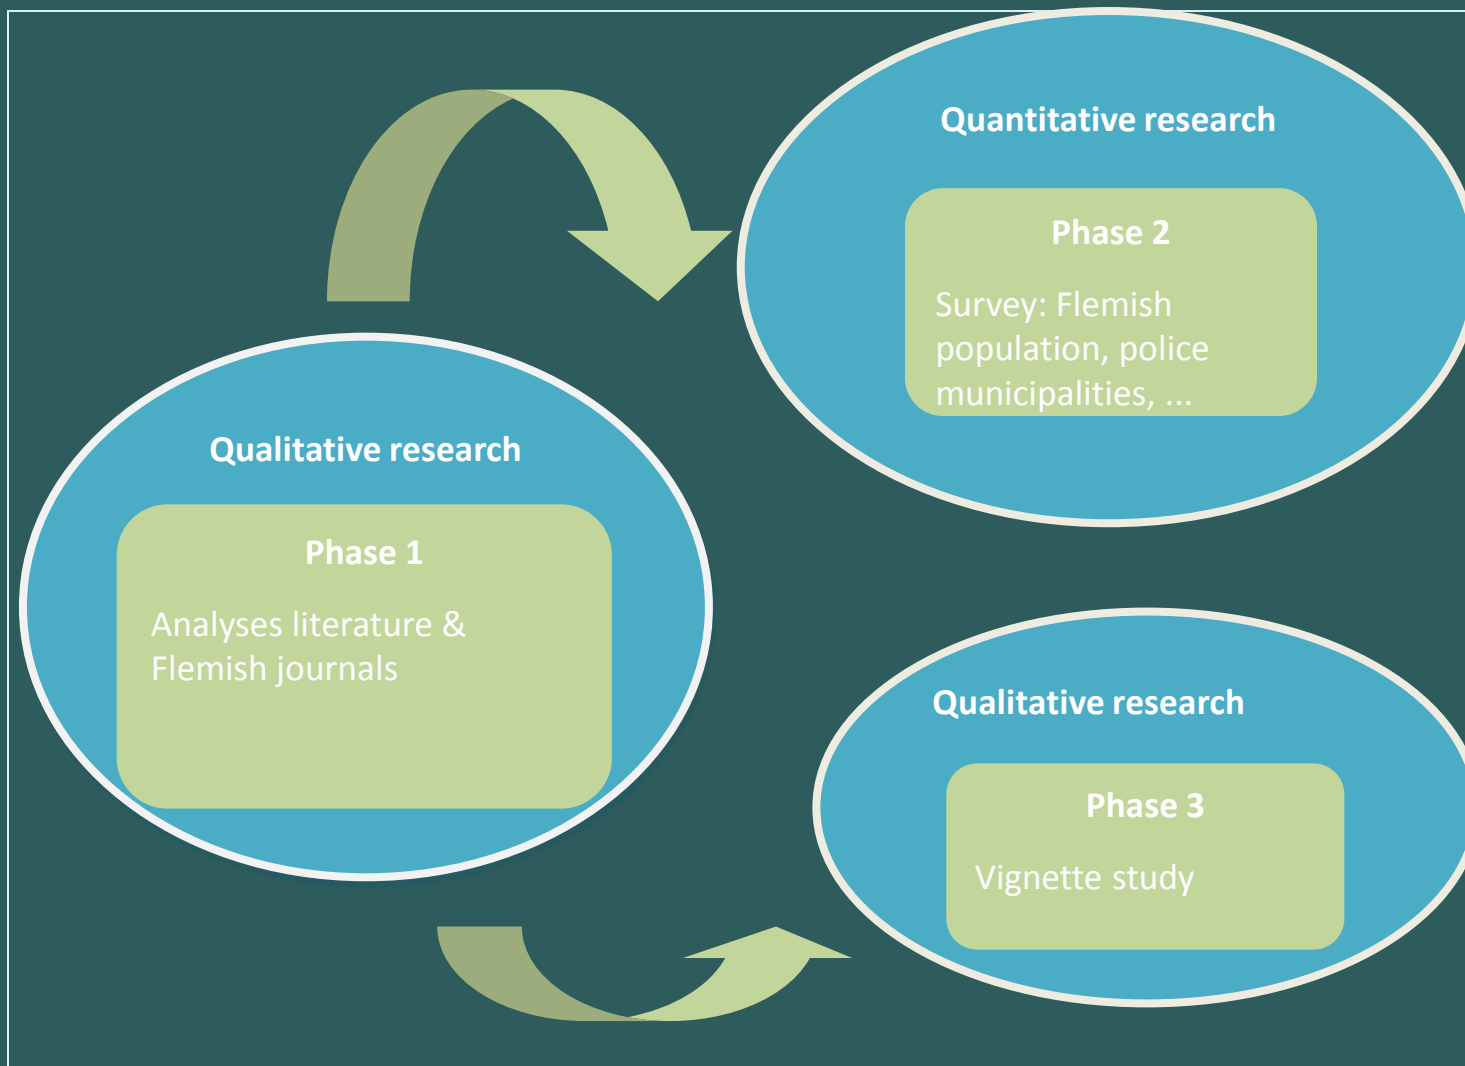 Quantitative research
Phase 2
Survey: Flemish
population, police
municipalities, ...
Qualitative research
Phase 1
Analyses literature &
Flemish journals
Qualitative research
Phase 3
Vignette study